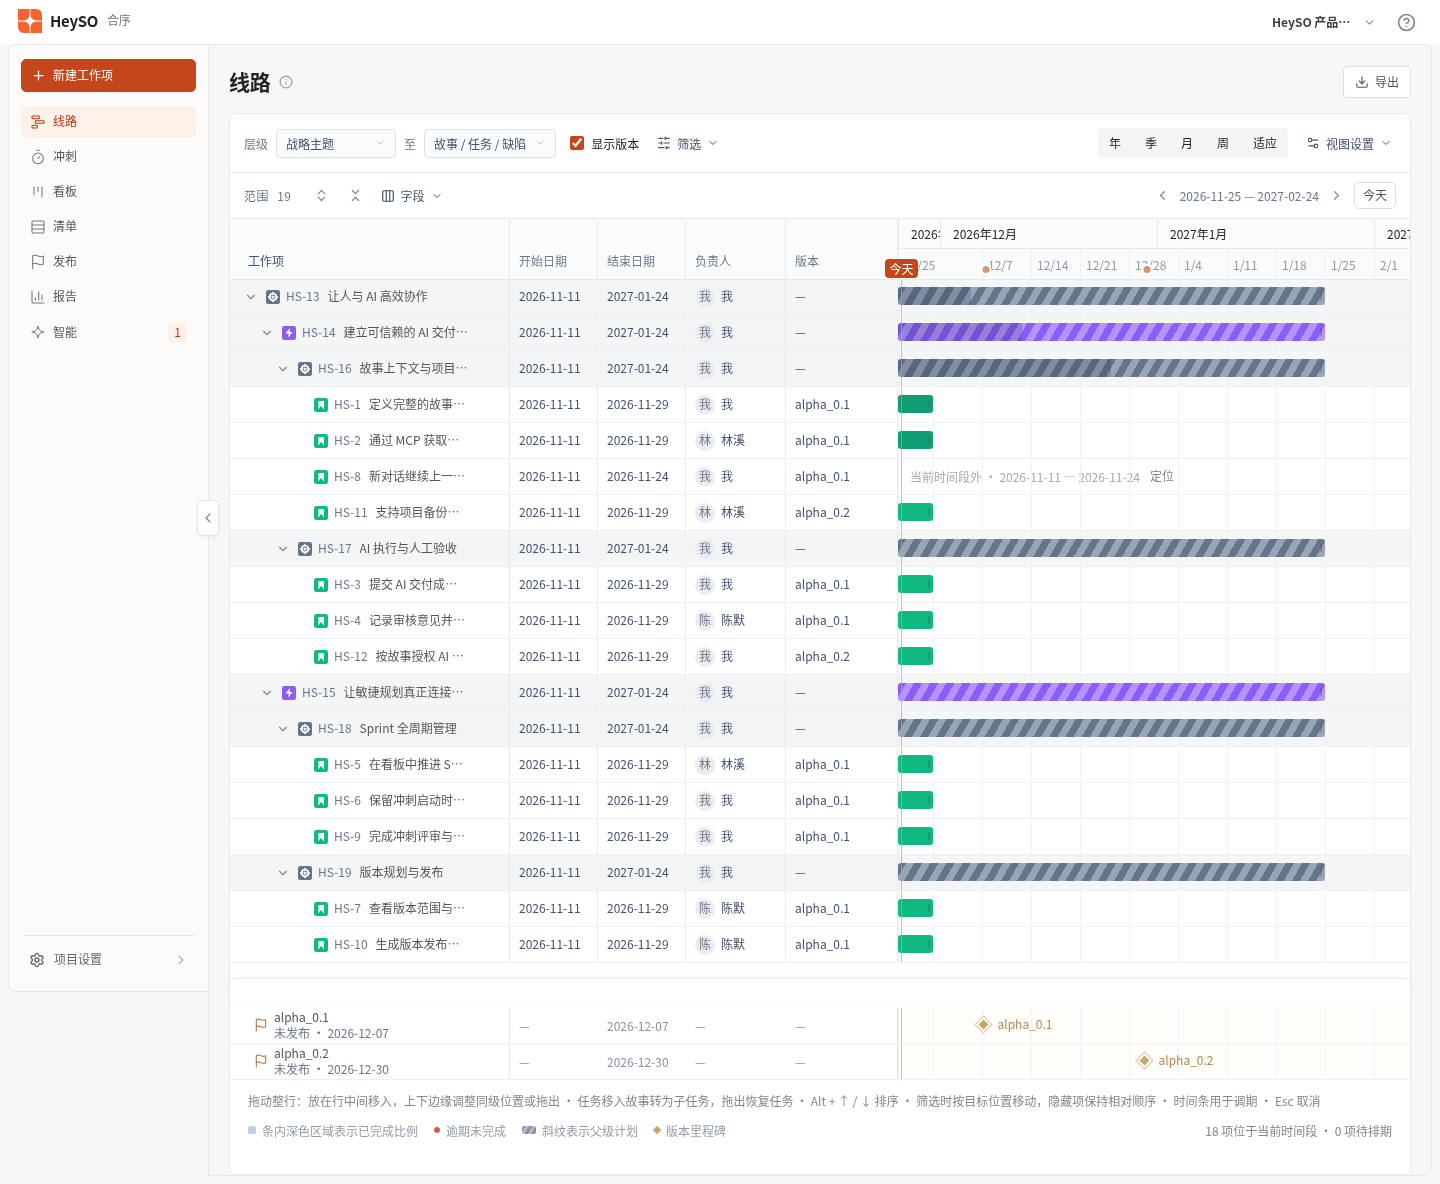 HeySO 合序
HeySO 产品…
新建工作项
线路
冲刺
看板
清单
发布
报告
智能 1
项目设置
线路
导出
层级 战略主题 至 故事 / 任务 / 缺陷 显示版本 筛选 年 季 月 周 适应 视图设置
范围 19 字段 2026-11-25 — 2027-02-24 今天
2026年12月 2027年1月
工作项 开始日期 结束日期 负责人 版本 今天 /25 12/7 12/14 12/21 12/28 1/4 1/11 1/18 1/25 2/1
HS-13 让人与 AI 高效协作 2026-11-11 2027-01-24 我 我 —
HS-14 建立可信赖的 AI 交付… 2026-11-11 2027-01-24 我 我 —
HS-16 故事上下文与项目… 2026-11-11 2027-01-24 我 我 —
HS-1 定义完整的故事… 2026-11-11 2026-11-29 我 我 alpha_0.1
HS-2 通过 MCP 获取… 2026-11-11 2026-11-29 林 林溪 alpha_0.1
HS-8 新对话继续上一… 2026-11-11 2026-11-24 我 我 alpha_0.1 当前时间段外 · 2026-11-11 — 2026-11-24 定位
HS-11 支持项目备份… 2026-11-11 2026-11-29 林 林溪 alpha_0.2
HS-17 AI 执行与人工验收 2026-11-11 2027-01-24 我 我 —
HS-3 提交 AI 交付成… 2026-11-11 2026-11-29 我 我 alpha_0.1
HS-4 记录审核意见并… 2026-11-11 2026-11-29 陈 陈默 alpha_0.1
HS-12 按故事授权 AI … 2026-11-11 2026-11-29 我 我 alpha_0.2
HS-15 让敏捷规划真正连接… 2026-11-11 2027-01-24 我 我 —
HS-18 Sprint 全周期管理 2026-11-11 2027-01-24 我 我 —
HS-5 在看板中推进 S… 2026-11-11 2026-11-29 林 林溪 alpha_0.1
HS-6 保留冲刺启动时… 2026-11-11 2026-11-29 我 我 alpha_0.1
HS-9 完成冲刺评审与… 2026-11-11 2026-11-29 我 我 alpha_0.1
HS-19 版本规划与发布 2026-11-11 2027-01-24 我 我 —
HS-7 查看版本范围与… 2026-11-11 2026-11-29 陈 陈默 alpha_0.1
HS-10 生成版本发布… 2026-11-11 2026-11-29 陈 陈默 alpha_0.1
alpha_0.1
未发布 · 2026-12-07 — 2026-12-07 — — alpha_0.1
alpha_0.2
未发布 · 2026-12-30 — 2026-12-30 — — alpha_0.2
拖动整行：放在行中间移入，上下边缘调整同级位置或拖出 · 任务移入故事转为子任务，拖出恢复任务 · Alt + ↑ / ↓ 排序 · 筛选时按目标位置移动，隐藏项保持相对顺序 · 时间条用于调期 · Esc 取消
条内深色区域表示已完成比例 逾期未完成 斜纹表示父级计划 版本里程碑 18 项位于当前时间段 · 0 项待排期